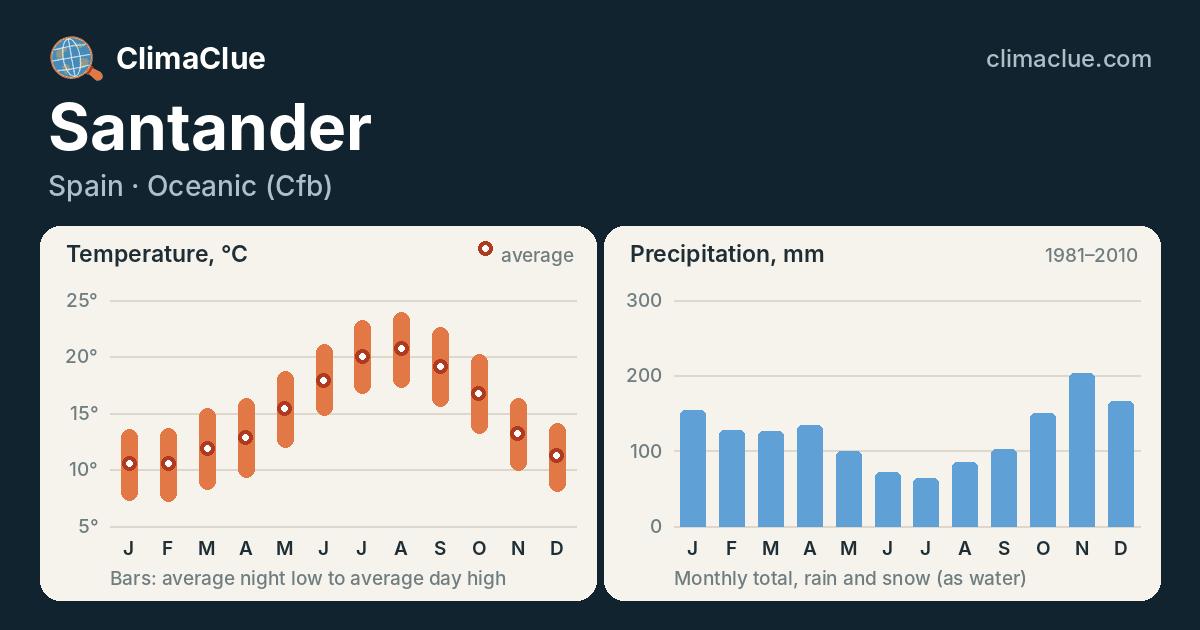 ClimaClue
climaclue.com
Santander
Spain · Oceanic (Cfb)
Temperature, °C
average
25°
20°
15°
10°
5°
J F M A M J J A S O N D
Bars: average night low to average day high
Precipitation, mm
1981–2010
300
200
100
0
J F M A M J J A S O N D
Monthly total, rain and snow (as water)